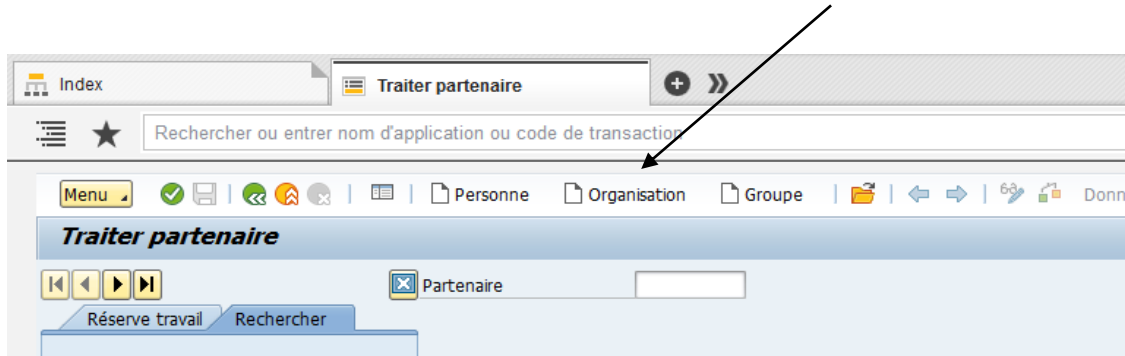 Index
Traiter partenaire
Rechercher ou entrer nom d'application ou code de transaction
Menu Personne Organisation Groupe Donn
Traiter partenaire
Partenaire
Réserve travail Rechercher